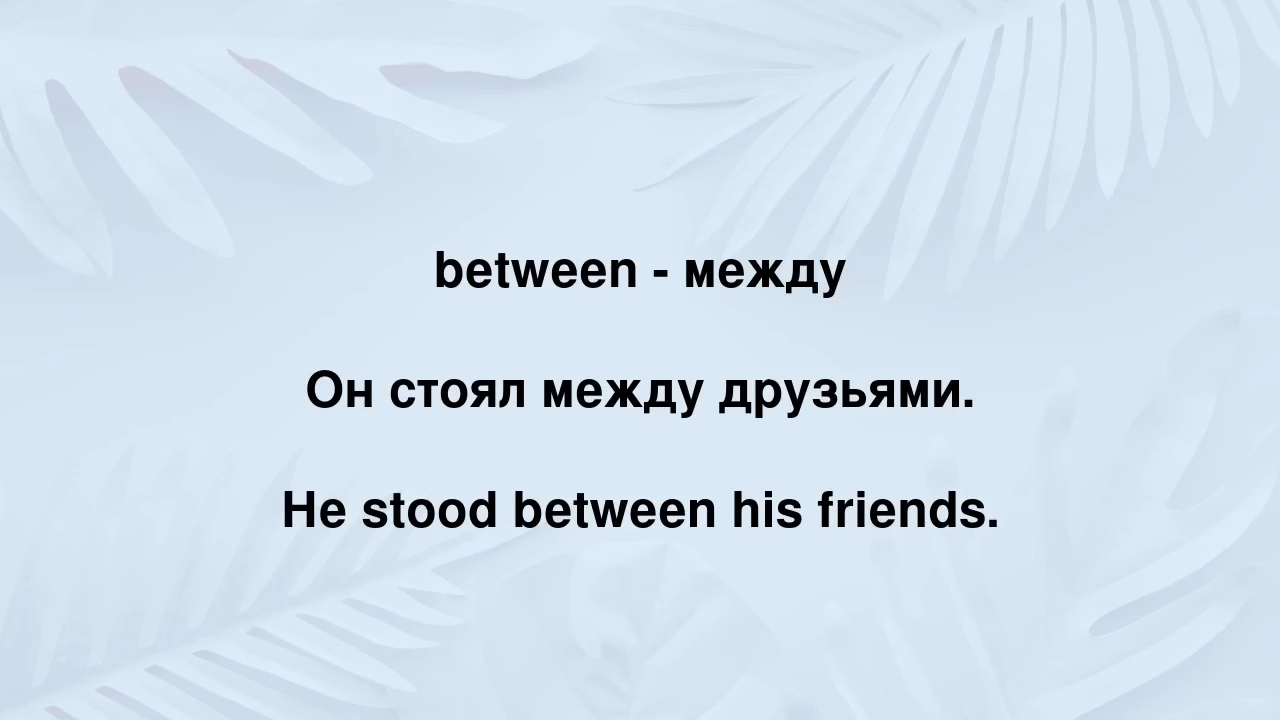 between - между
Он стоял между друзьями.
He stood between his friends.